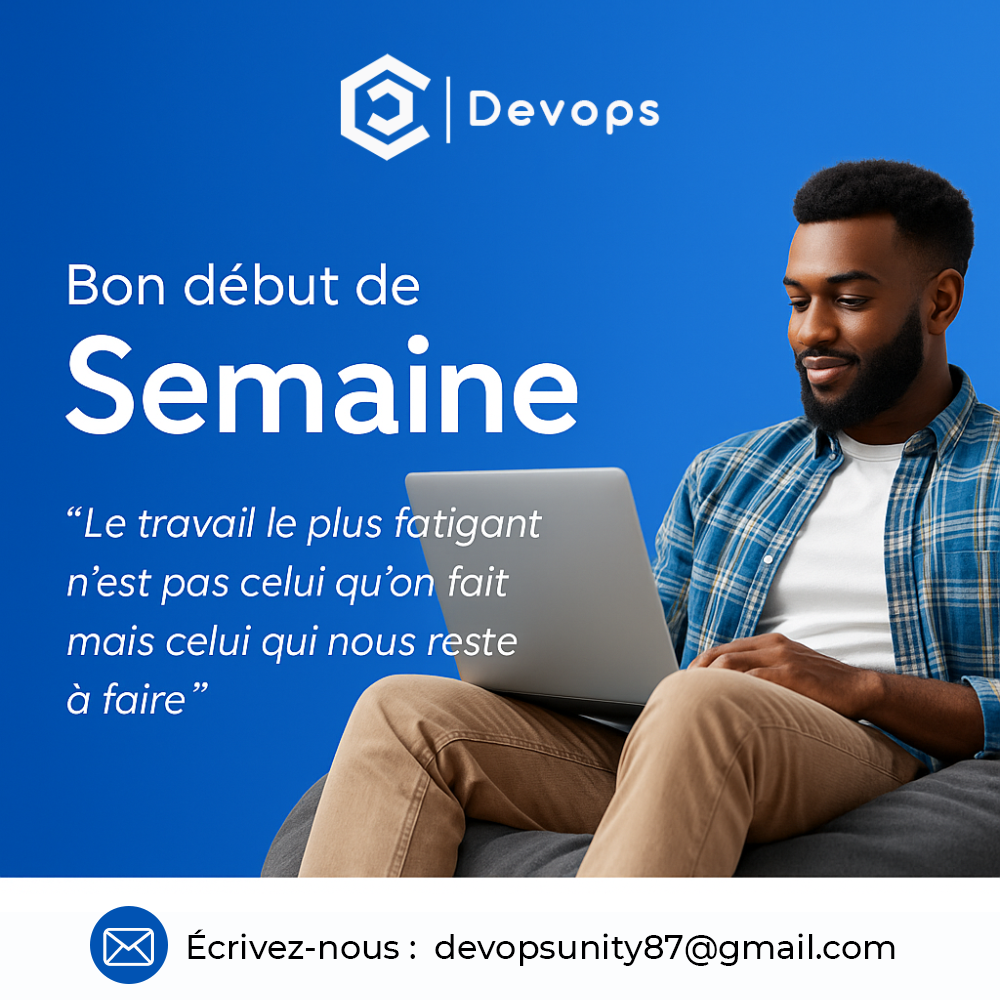 Devops
Bon début de
Semaine
“Le travail le plus fatigant
n’est pas celui qu’on fait
mais celui qui nous reste
à faire”
Écrivez-nous : devopsunity87@gmail.com